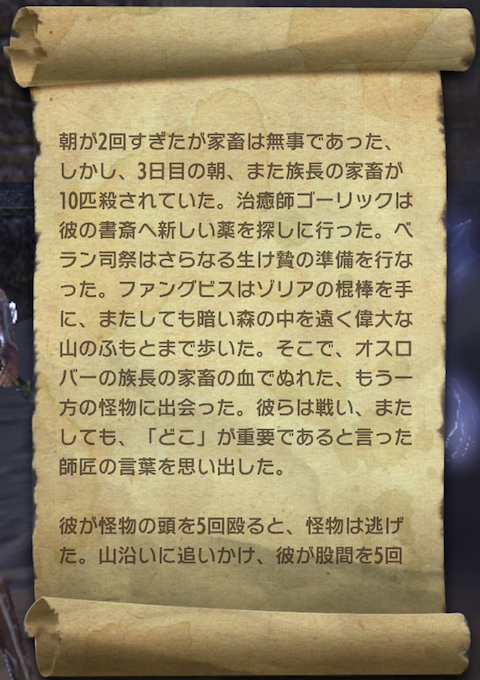 朝が2回すぎたが家畜は無事であった、
しかし、3日目の朝、また族長の家畜が
10匹殺されていた。治癒師ゴーリックは
彼の書斎へ新しい薬を探しに行った。ベ
ラン司祭はさらなる生け贄の準備を行な
った。ファングビスはゾリアの棍棒を手
に、またしても暗い森の中を遠く偉大な
山のふもとまで歩いた。そこで、オスロ
バーの族長の家畜の血でぬれた、もう一
方の怪物に出会った。彼らは戦い、また
しても、「どこ」が重要であると言った
師匠の言葉を思い出した。
彼が怪物の頭を5回殴ると、怪物は逃げ
た。山沿いに追いかけ、彼が股間を5回